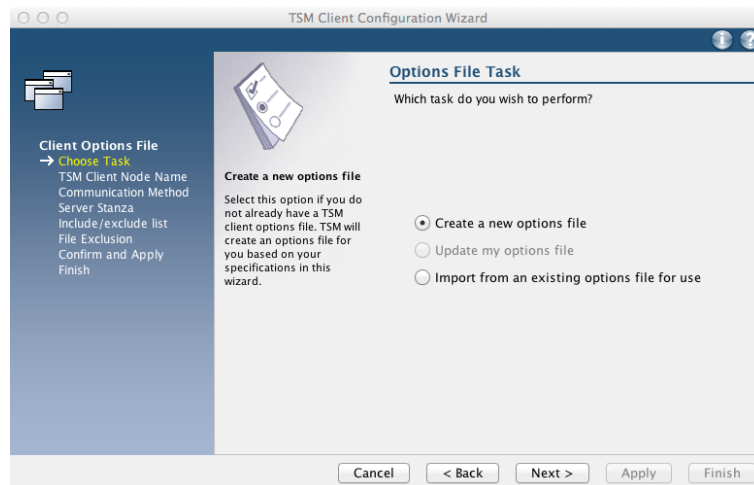 TSM Client Configuration Wizard
Client Options File
Choose Task
TSM Client Node Name
Communication Method
Server Stanza
Include/exclude list
File Exclusion
Confirm and Apply
Finish
Create a new options file
Select this option if you do
not already have a TSM
client options file. TSM will
create an options file for
you based on your
specifications in this
wizard.
Options File Task
Which task do you wish to perform?
Create a new options file
Update my options file
Import from an existing options file for use
Cancel
< Back
Next >
Apply
Finish